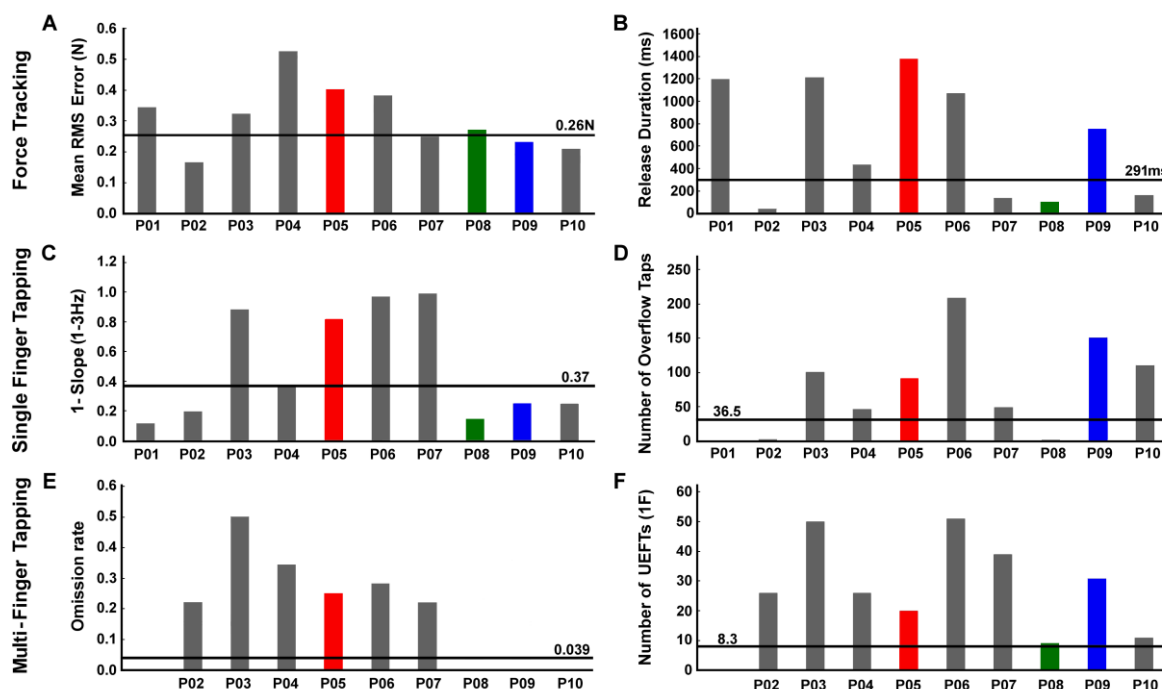 Force Tracking
A
Mean RMS Error (N)
0.6
0.5
0.4
0.3
0.2
0.1
0.0
0.26N
P01 P02 P03 P04 P05 P06 P07 P08 P09 P10
B
Release Duration (ms)
1600
1400
1200
1000
800
600
400
200
0
291ms
P01 P02 P03 P04 P05 P06 P07 P08 P09 P10
Single Finger Tapping
C
1- Slope (1-3Hz)
1.2
1.0
0.8
0.6
0.4
0.2
0.0
0.37
P01 P02 P03 P04 P05 P06 P07 P08 P09 P10
D
Number of Overflow Taps
250
200
150
100
50
0
36.5
P01 P02 P03 P04 P05 P06 P07 P08 P09 P10
Multi-Finger Tapping
E
Omission rate
0.6
0.5
0.4
0.3
0.2
0.1
0.0
0.039
P02 P03 P04 P05 P06 P07 P08 P09 P10
F
Number of UEFTs (1F)
60
50
40
30
20
10
0
8.3
P02 P03 P04 P05 P06 P07 P08 P09 P10